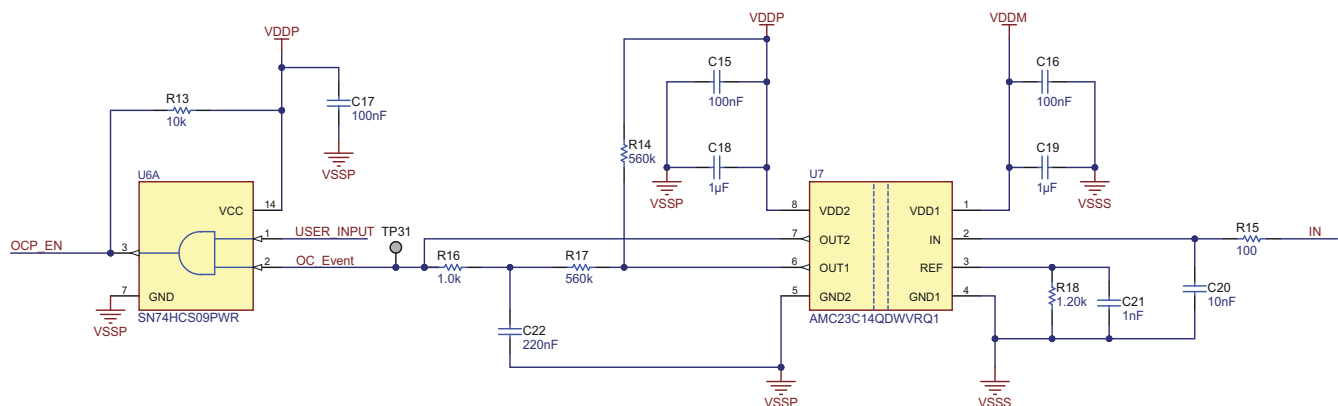 VDDP
R13
10k
C17
100nF
VSSP
U6A
VCC
14
OCP_EN
3
1
USER_INPUT
2
OC_Event
7
GND
VSSP
SN74HCS09PWR
TP31
R16
1.0k
R17
560k
C22
220nF
VDDP
C15
100nF
R14
560k
C18
1µF
VSSP
VDDM
C16
100nF
C19
1µF
VSSS
U7
8
VDD2
VDD1
1
7
OUT2
IN
2
6
OUT1
REF
3
5
GND2
GND1
4
AMC23C14QDWVRQ1
R15
100
IN
R18
1.20k
C21
1nF
C20
10nF
VSSP
VSSS